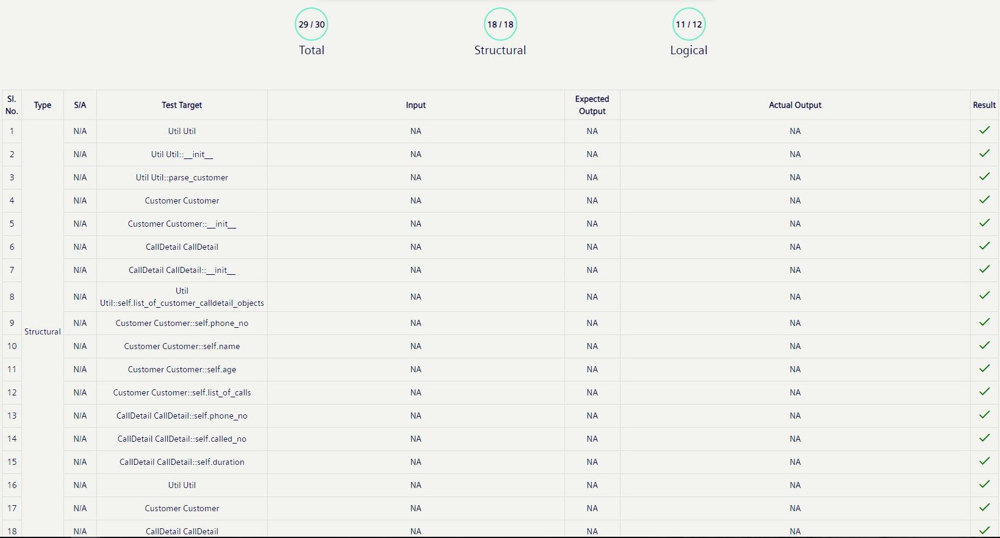 29 / 30 18 / 18 11 / 12
Total Structural Logical
Sl. No. Type S/A Test Target Input Expected Output Actual Output Result
1 N/A Util Util NA NA NA
2 N/A Util Util::__init__ NA NA NA
3 N/A Util Util::parse_customer NA NA NA
4 N/A Customer Customer NA NA NA
5 N/A Customer Customer::__init__ NA NA NA
6 N/A CallDetail CallDetail NA NA NA
7 N/A CallDetail CallDetail::__init__ NA NA NA
8 N/A Util Util::self.list_of_customer_calldetail_objects NA NA NA
9 N/A Customer Customer::self.phone_no NA NA NA
Structural
10 N/A Customer Customer::self.name NA NA NA
11 N/A Customer Customer::self.age NA NA NA
12 N/A Customer Customer::self.list_of_calls NA NA NA
13 N/A CallDetail CallDetail::self.phone_no NA NA NA
14 N/A CallDetail CallDetail::self.called_no NA NA NA
15 N/A CallDetail CallDetail::self.duration NA NA NA
16 N/A Util Util NA NA NA
17 N/A Customer Customer NA NA NA
18 N/A CallDetail CallDetail NA NA NA